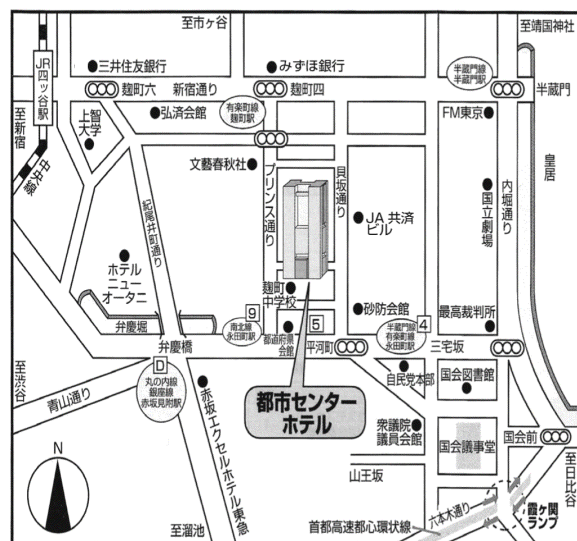 至市ヶ谷
至靖国神社
JR四ッ谷駅
三井住友銀行
みずほ銀行
半蔵門線
半蔵門駅
新宿通り
麹町六
麹町四
半蔵門
至新宿
上智
大学
弘済会館
有楽町線
麹町駅
FM東京
中央線
文藝春秋社
プリンス通り
貝坂通り
皇居
紀尾井町通り
JA共済
ビル
国立劇場
内堀通り
ホテル
ニュー
オータニ
麹町
中学校
砂防会館
最高裁判所
弁慶堀
9
南北線
永田町駅
都道府県
会館
5
平河町
半蔵門線
有楽町線
永田町駅
4
三宅坂
弁慶橋
至渋谷
D
丸の内線
銀座線
赤坂見附駅
青山通り
自民党本部
国会図書館
都市センター
ホテル
赤坂エクセルホテル東急
衆議院
議員会館
国会議事堂
国会前
至日比谷
山王坂
N
六本木通り
霞ヶ関
ランプ
首都高速都心環状線
至溜池